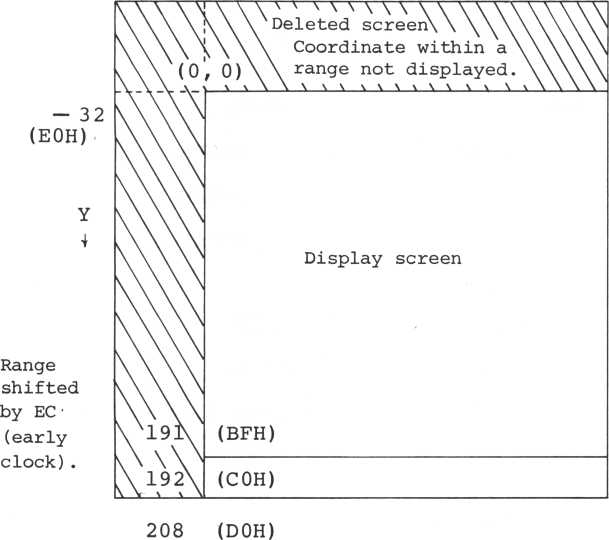 Deleted screen
Coordinate within a
range not displayed.
(0,0)
— 32
(E0H)
Y
Display screen
Range
shifted
by EC
(early
clock).
191 (BFH)
192 (C0H)
208 (D0H)